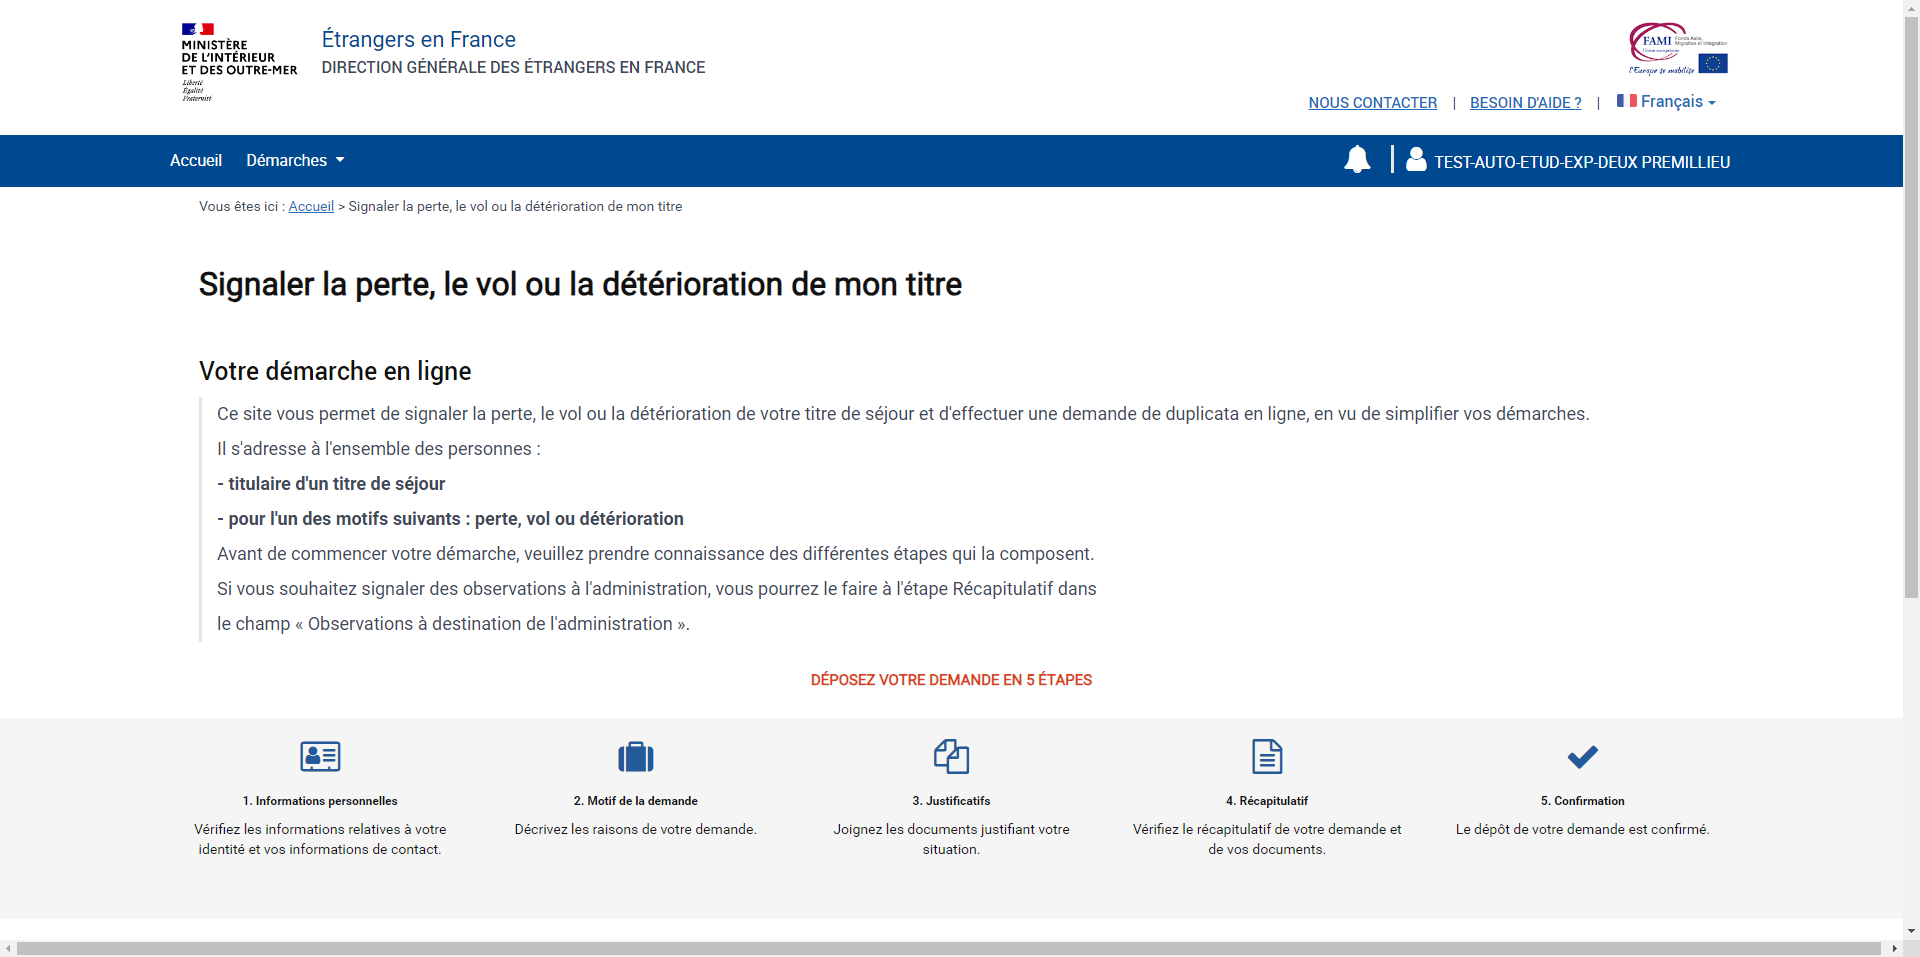 MINISTÈRE
DE L'INTÉRIEUR
ET DES OUTRE-MER
Liberté
Égalité
Fraternité
Étrangers en France
DIRECTION GÉNÉRALE DES ÉTRANGERS EN FRANCE
FAMI Fonds Asile,
Migration et Intégration
Union européenne
l'Europe se mobilise
NOUS CONTACTER | BESOIN D'AIDE ? | Français
Accueil Démarches
TEST-AUTO-ETUD-EXP-DEUX PREMILLIEU
Vous êtes ici : Accueil > Signaler la perte, le vol ou la détérioration de mon titre
Signaler la perte, le vol ou la détérioration de mon titre
Votre démarche en ligne
Ce site vous permet de signaler la perte, le vol ou la détérioration de votre titre de séjour et d'effectuer une demande de duplicata en ligne, en vu de simplifier vos démarches.
Il s'adresse à l'ensemble des personnes :
- titulaire d'un titre de séjour
- pour l'un des motifs suivants : perte, vol ou détérioration
Avant de commencer votre démarche, veuillez prendre connaissance des différentes étapes qui la composent.
Si vous souhaitez signaler des observations à l'administration, vous pourrez le faire à l'étape Récapitulatif dans
le champ « Observations à destination de l'administration ».
DÉPOSEZ VOTRE DEMANDE EN 5 ÉTAPES
1. Informations personnelles
Vérifiez les informations relatives à votre
identité et vos informations de contact.
2. Motif de la demande
Décrivez les raisons de votre demande.
3. Justificatifs
Joignez les documents justifiant votre
situation.
4. Récapitulatif
Vérifiez le récapitulatif de votre demande et
de vos documents.
5. Confirmation
Le dépôt de votre demande est confirmé.